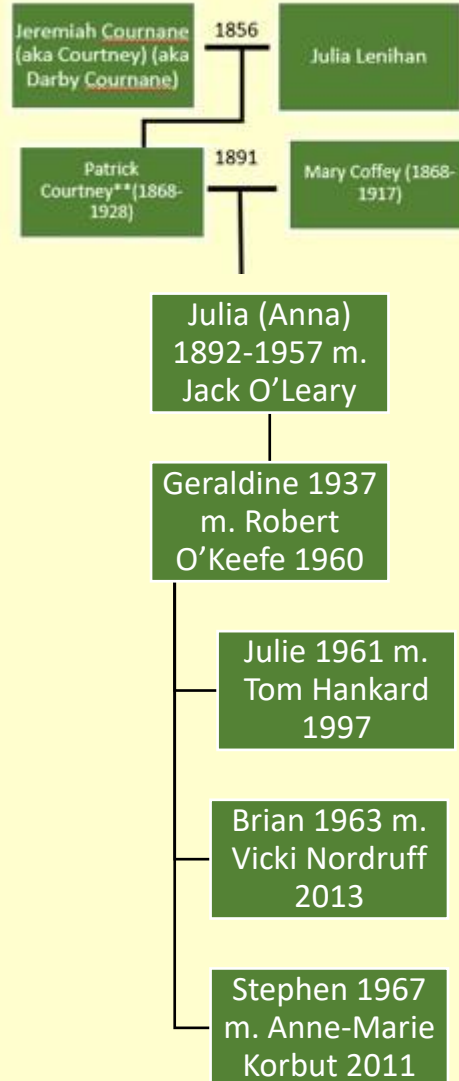 Jeremiah Cournane
(aka Courtney) (aka
Darby Cournane)
1856
Julia Lenihan
Patrick
Courtney**(1868-
1928)
1891
Mary Coffey (1868-
1917)
Julia (Anna)
1892-1957 m.
Jack O’Leary
Geraldine 1937
m. Robert
O’Keefe 1960
Julie 1961 m.
Tom Hankard
1997
Brian 1963 m.
Vicki Nordruff
2013
Stephen 1967
m. Anne-Marie
Korbut 2011